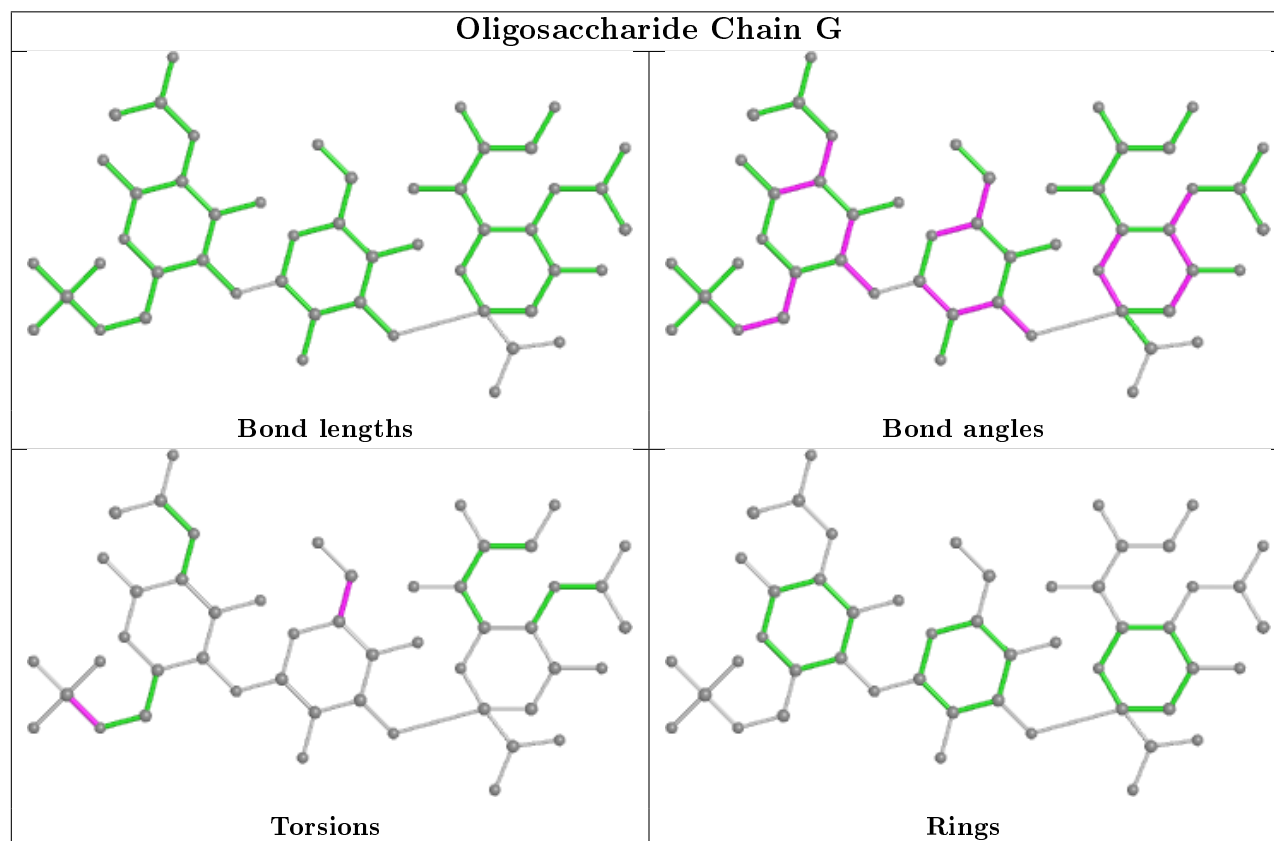 Oligosaccharide Chain G
Bond lengths
Bond angles
Torsions
Rings